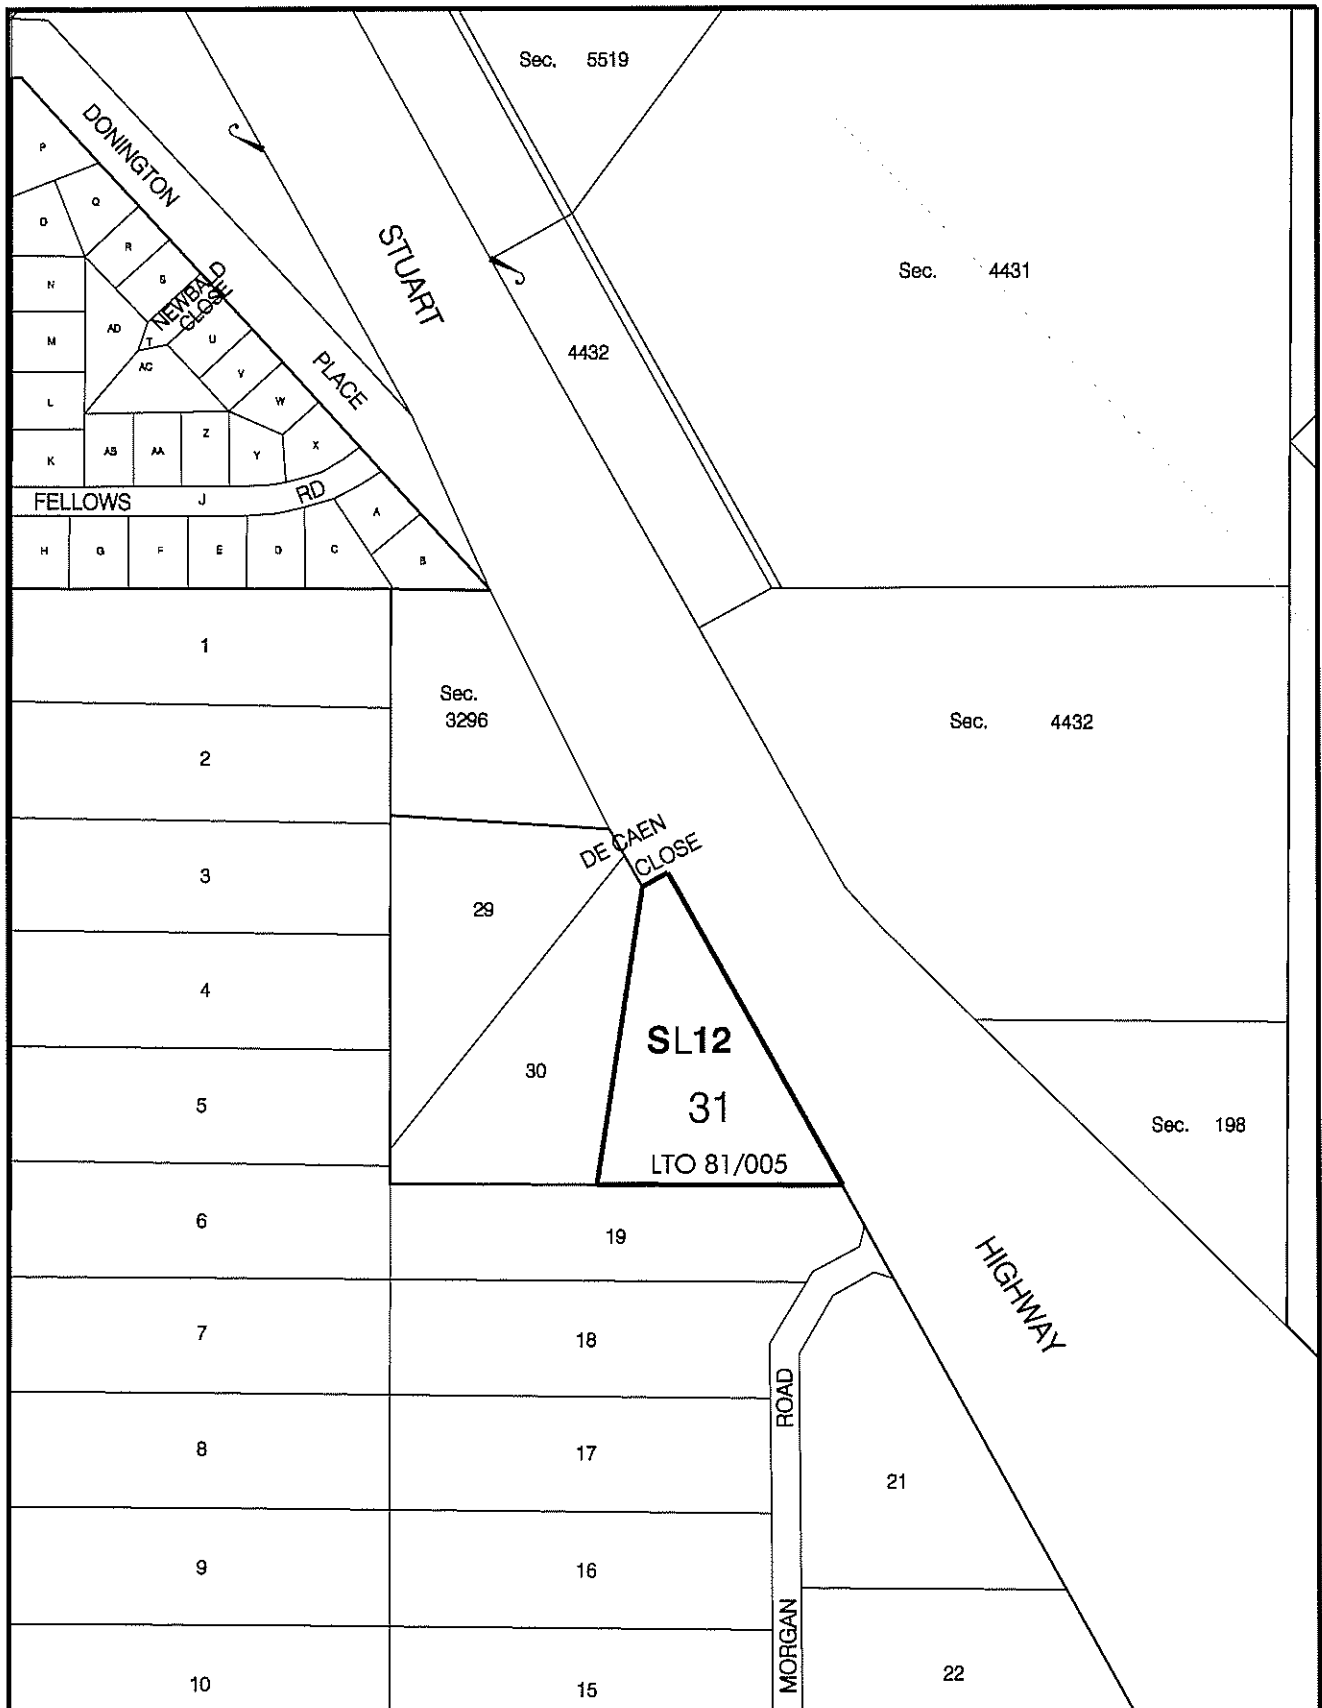 Sec. 5519
DONINGTON
P
Q
O
R
STUART
Sec. 4431
S
NEWBALD
CLOSE
N
AD
T
U
M
4432
AC
V
PLACE
L
W
Z
X
K
AB
AA
Y
FELLOWS J RD
A
H
G
F
E
D
C
B
1
Sec.
3296
Sec. 4432
2
DE CAEN
CLOSE
3
29
4
SL12
30
31
5
Sec. 198
LTO 81/005
6
19
HIGHWAY
7
18
MORGAN ROAD
8
17
21
9
16
10
15
22